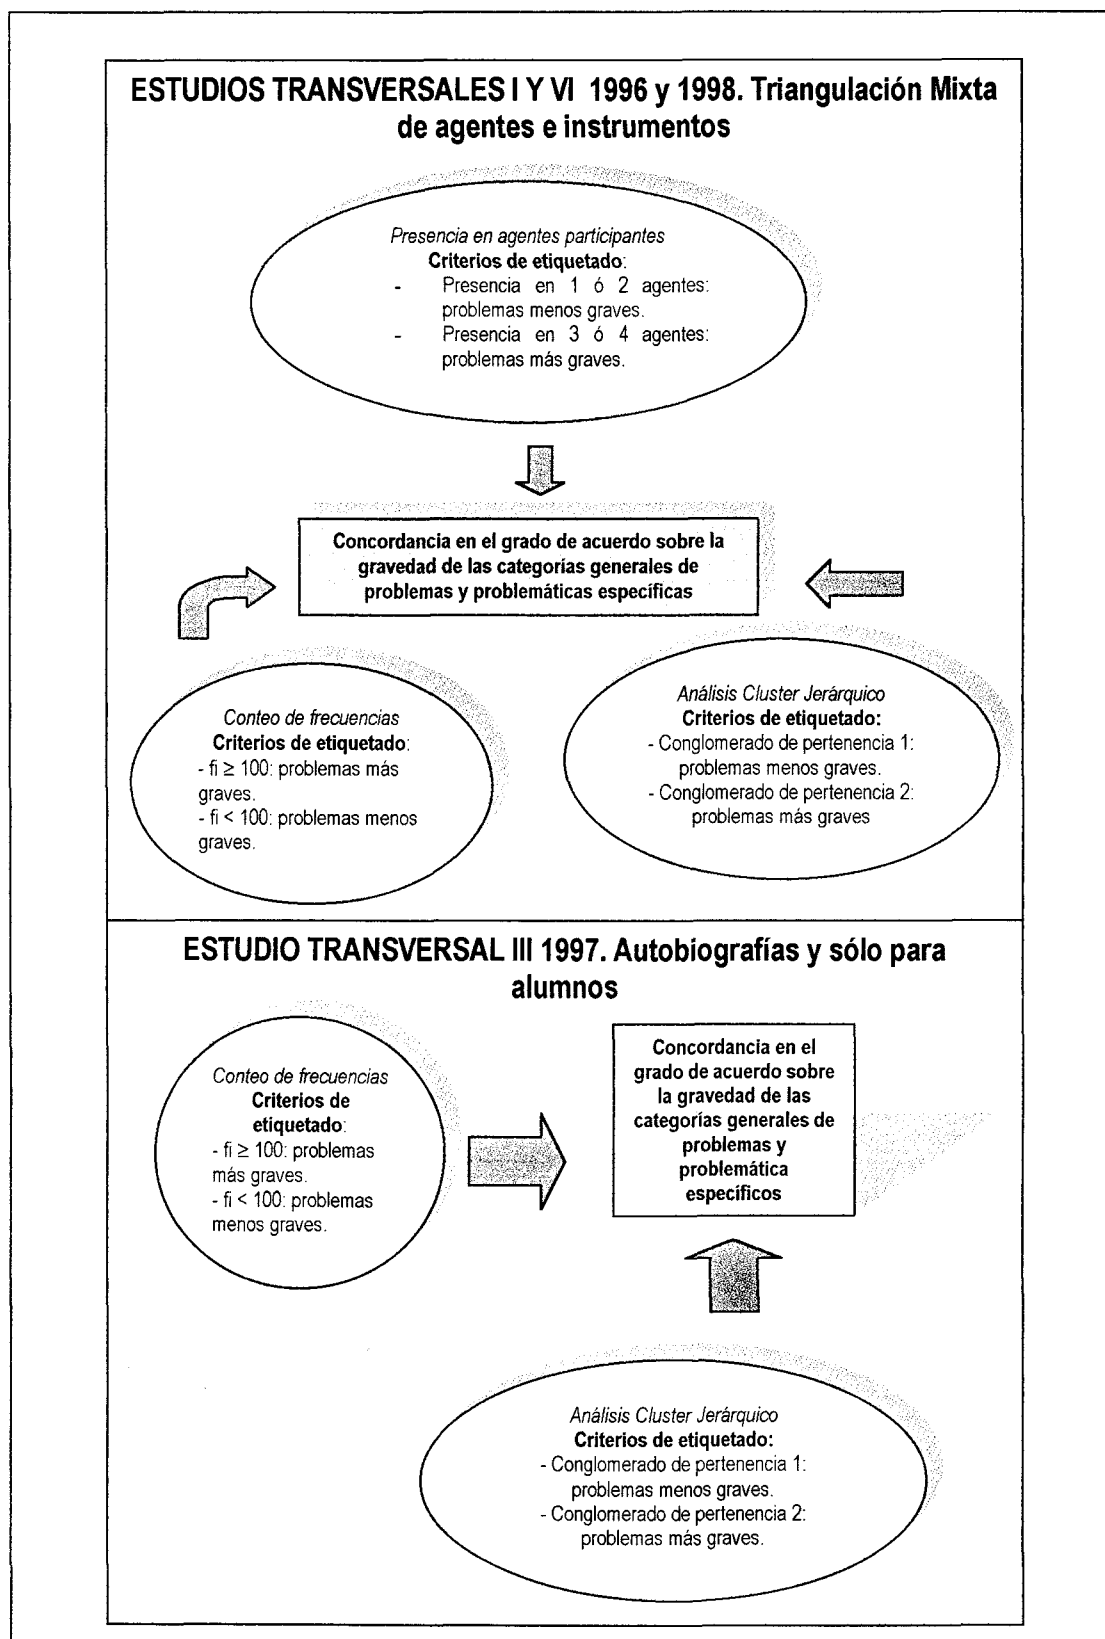 ESTUDIOS TRANSVERSALES I Y VI 1996 y 1998. Triangulación Mixta
de agentes e instrumentos
Presencia en agentes participantes
Criterios de etiquetado:
- Presencia en 1 ó 2 agentes:
problemas menos graves.
- Presencia en 3 ó 4 agentes:
problemas más graves.
Concordancia en el grado de acuerdo sobre la
gravedad de las categorías generales de
problemas y problemáticas específicas
Conteo de frecuencias
Criterios de etiquetado:
- fi ≥ 100: problemas más
graves.
- fi < 100: problemas menos
graves.
Análisis Cluster Jerárquico
Criterios de etiquetado:
- Conglomerado de pertenencia 1:
problemas menos graves.
- Conglomerado de pertenencia 2:
problemas más graves
ESTUDIO TRANSVERSAL III 1997. Autobiografías y sólo para
alumnos
Conteo de frecuencias
Criterios de
etiquetado:
- fi ≥ 100: problemas
más graves.
- fi < 100: problemas
menos graves.
Concordancia en el
grado de acuerdo sobre
la gravedad de las
categorías generales de
problemas y
problemática
específicos
Análisis Cluster Jerárquico
Criterios de etiquetado:
- Conglomerado de pertenencia 1:
problemas menos graves.
- Conglomerado de pertenencia 2:
problemas más graves.